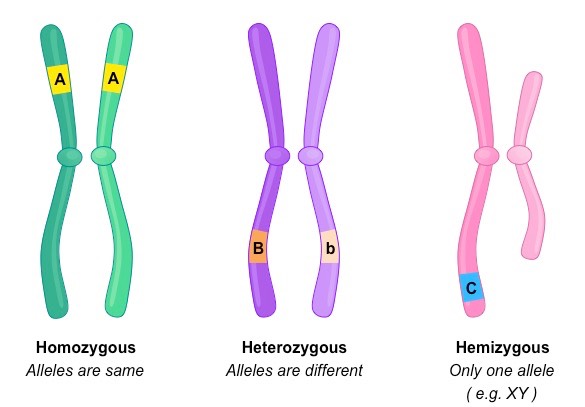 A A
B b
C
Homozygous
Alleles are same
Heterozygous
Alleles are different
Hemizygous
Only one allele
( e.g. XY )